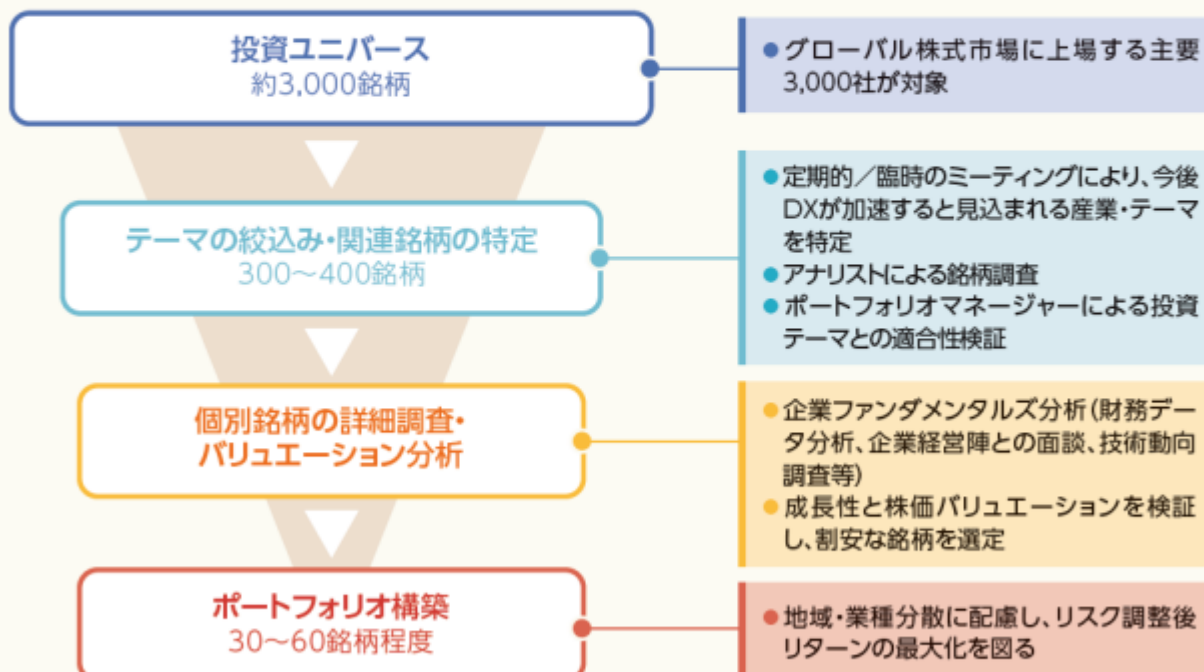 投資ユニバース
約3,000銘柄
●グローバル株式市場に上場する主要
3,000社が対象
テーマの絞込み・関連銘柄の特定
300～400銘柄
●定期的／臨時のミーティングにより、今後
DXが加速すると見込まれる産業・テーマ
を特定
●アナリストによる銘柄調査
●ポートフォリオマネージャーによる投資
テーマとの適合性検証
個別銘柄の詳細調査・
バリュエーション分析
●企業ファンダメンタルズ分析（財務デー
タ分析、企業経営陣との面談、技術動向
調査等）
●成長性と株価バリュエーションを検証
し、割安な銘柄を選定
ポートフォリオ構築
30～60銘柄程度
●地域・業種分散に配慮し、リスク調整後
リターンの最大化を図る